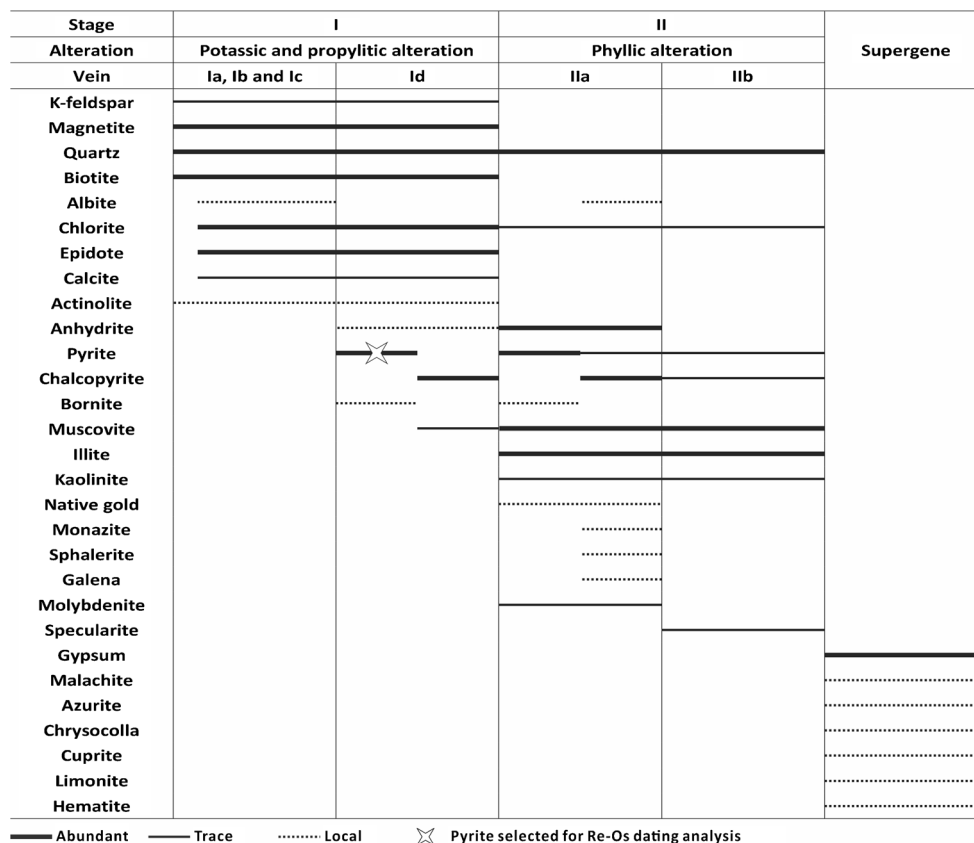 Stage I II Supergene
Alteration Potassic and propylitic alteration Phyllic alteration
Vein Ia, Ib and Ic Id IIa IIb
K-feldspar
Magnetite
Quartz
Biotite
Albite
Chlorite
Epidote
Calcite
Actinolite
Anhydrite
Pyrite
Chalcopyrite
Bornite
Muscovite
Illite
Kaolinite
Native gold
Monazite
Sphalerite
Galena
Molybdenite
Specularite
Gypsum
Malachite
Azurite
Chrysocolla
Cuprite
Limonite
Hematite
Abundant Trace Local Pyrite selected for Re-Os dating analysis